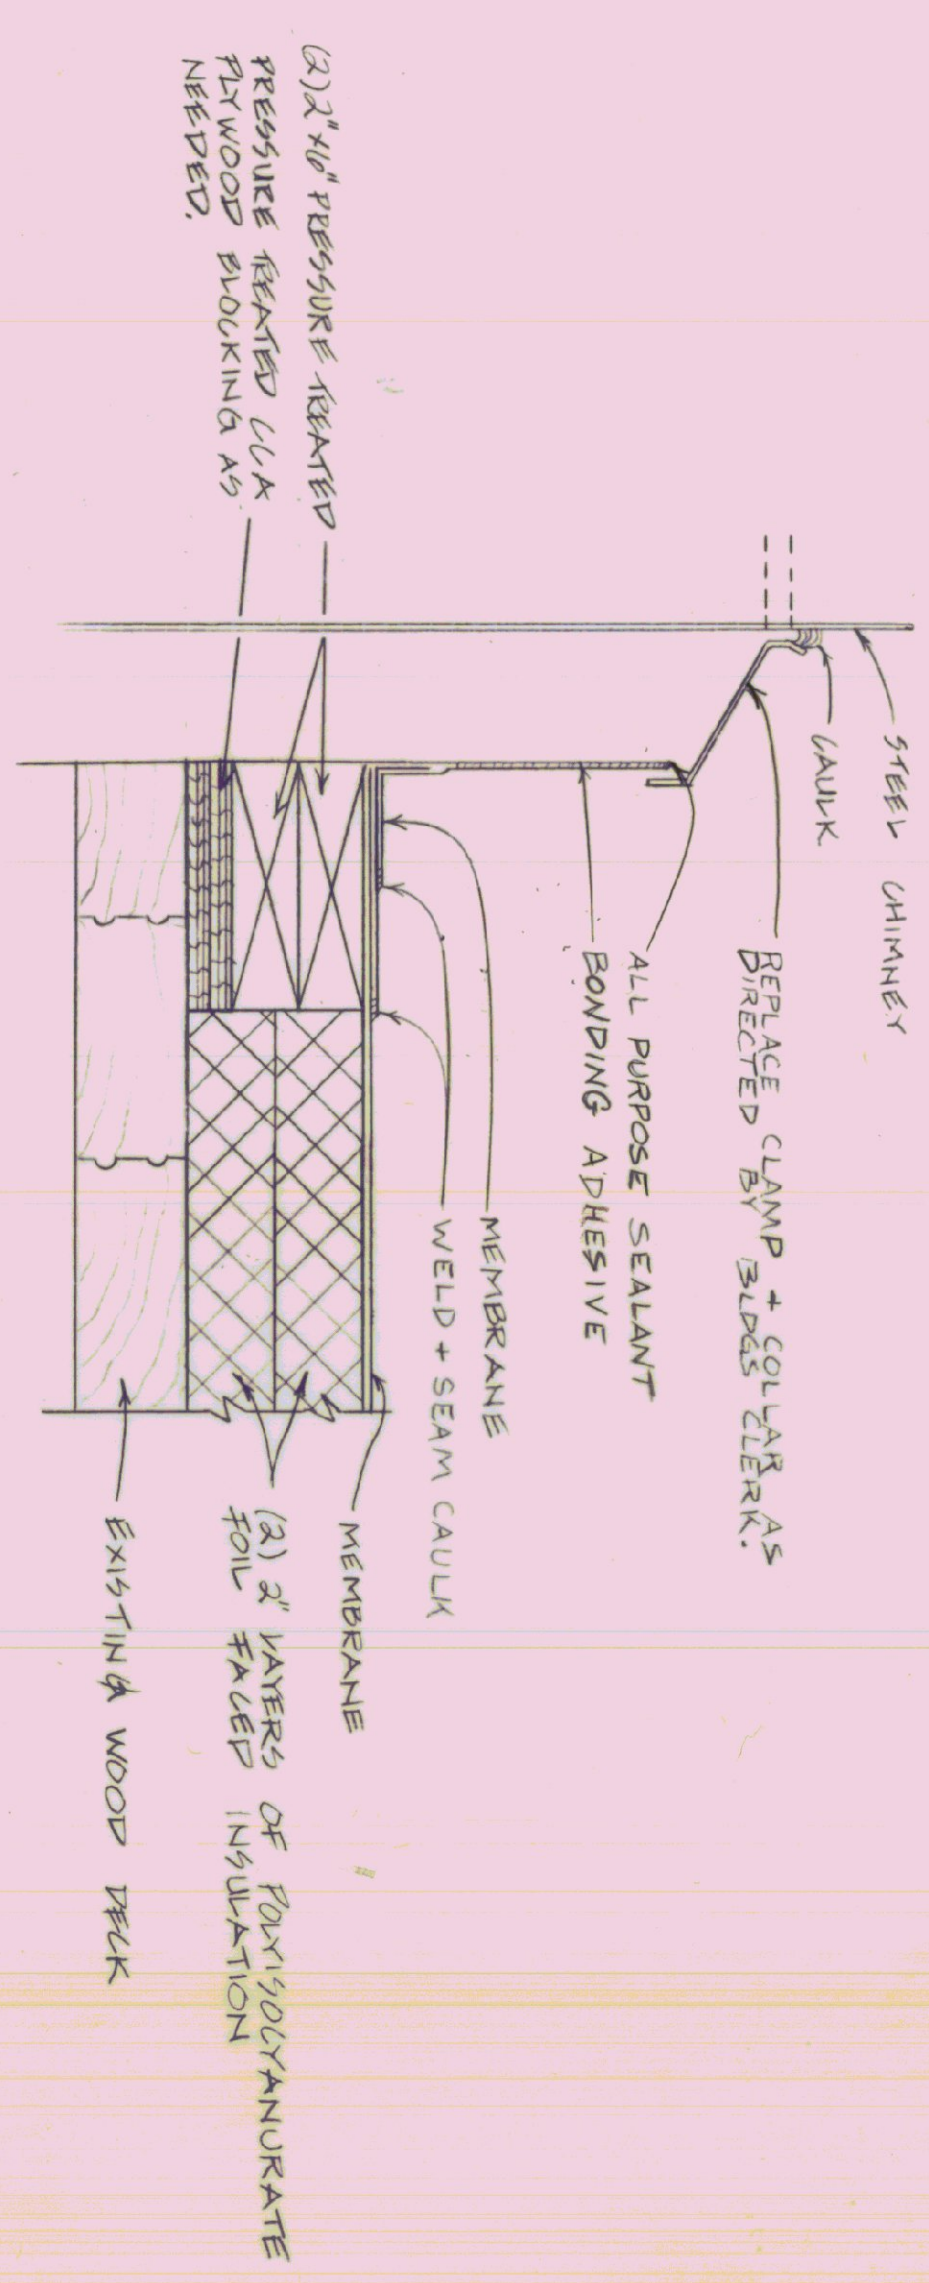 STEEL CHIMNEY
CAULK
REPLACE CLAMP + COLLAR AS
DIRECTED BY BLDGS CLERK.
ALL PURPOSE SEALANT
BONDING ADHESIVE
MEMBRANE
WELD + SEAM CAULK
MEMBRANE
(2) 2" LAYERS OF POLYISOCYANURATE
FOIL FACED INSULATION
EXISTING WOOD DECK
(2) 2"x6" PRESSURE TREATED
PRESSURE TREATED CCA
PLYWOOD BLOCKING AS
NEEDED.